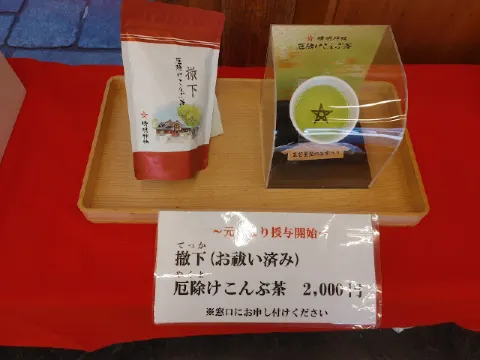 厄除けこんぶ茶
撤下
晴明神社
晴明神社
厄除けこんぶ茶
～元旦より授与開始～
てっか
撤下（お祓い済み）
やくよ
厄除けこんぶ茶　2,000円
※窓口にお申し付けください